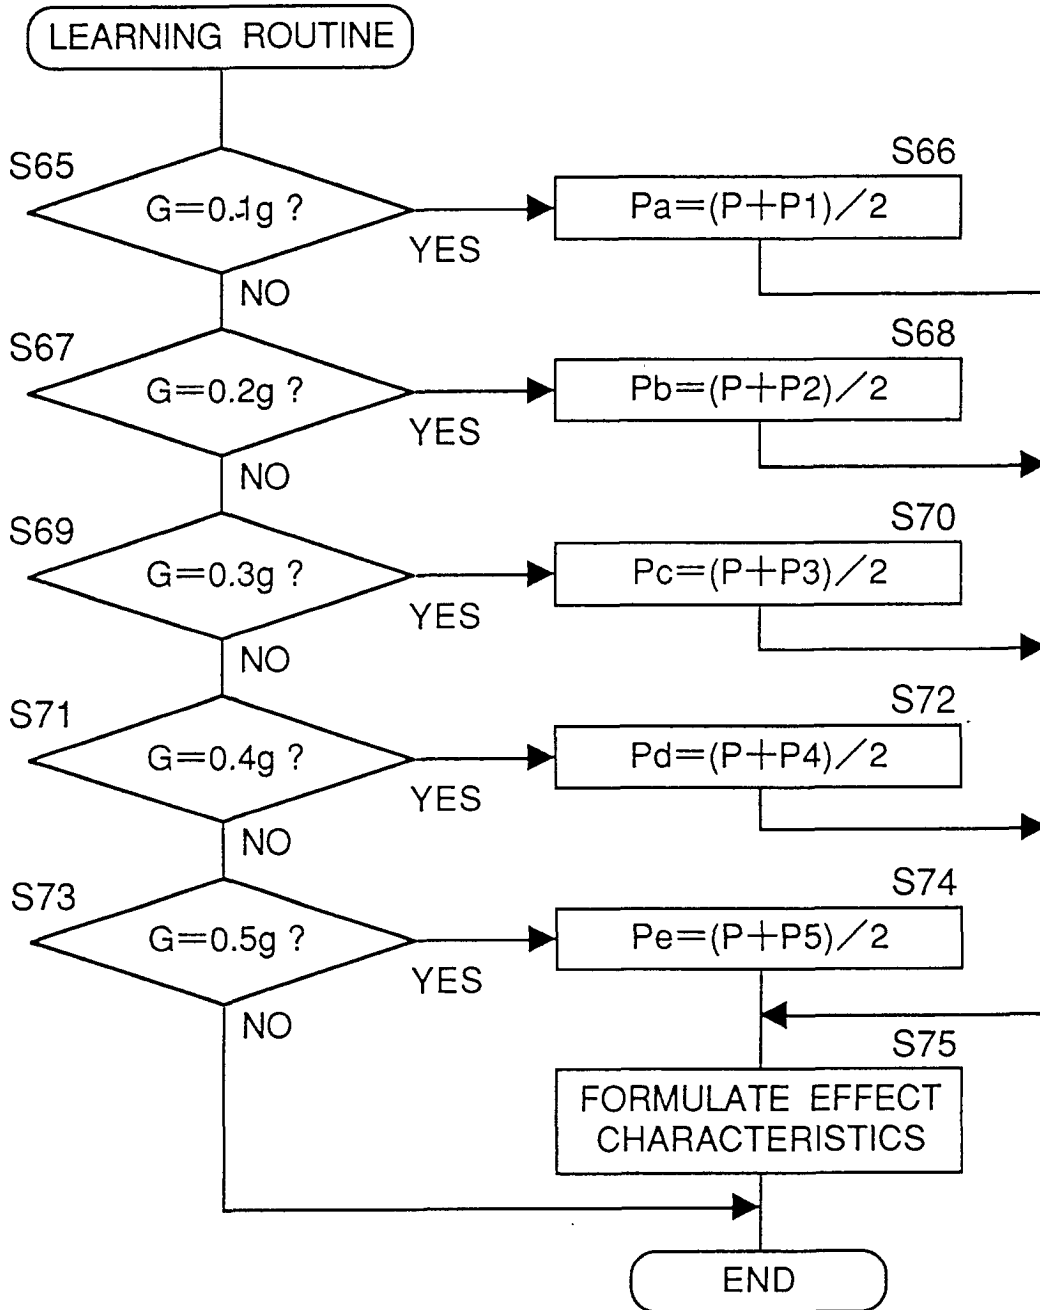 LEARNING ROUTINE
S65
G=0.1g ?
YES
NO
S66
Pa=(P+P1)/2
S67
G=0.2g ?
YES
NO
S68
Pb=(P+P2)/2
S69
G=0.3g ?
YES
NO
S70
Pc=(P+P3)/2
S71
G=0.4g ?
YES
NO
S72
Pd=(P+P4)/2
S73
G=0.5g ?
YES
NO
S74
Pe=(P+P5)/2
S75
FORMULATE EFFECT
CHARACTERISTICS
END